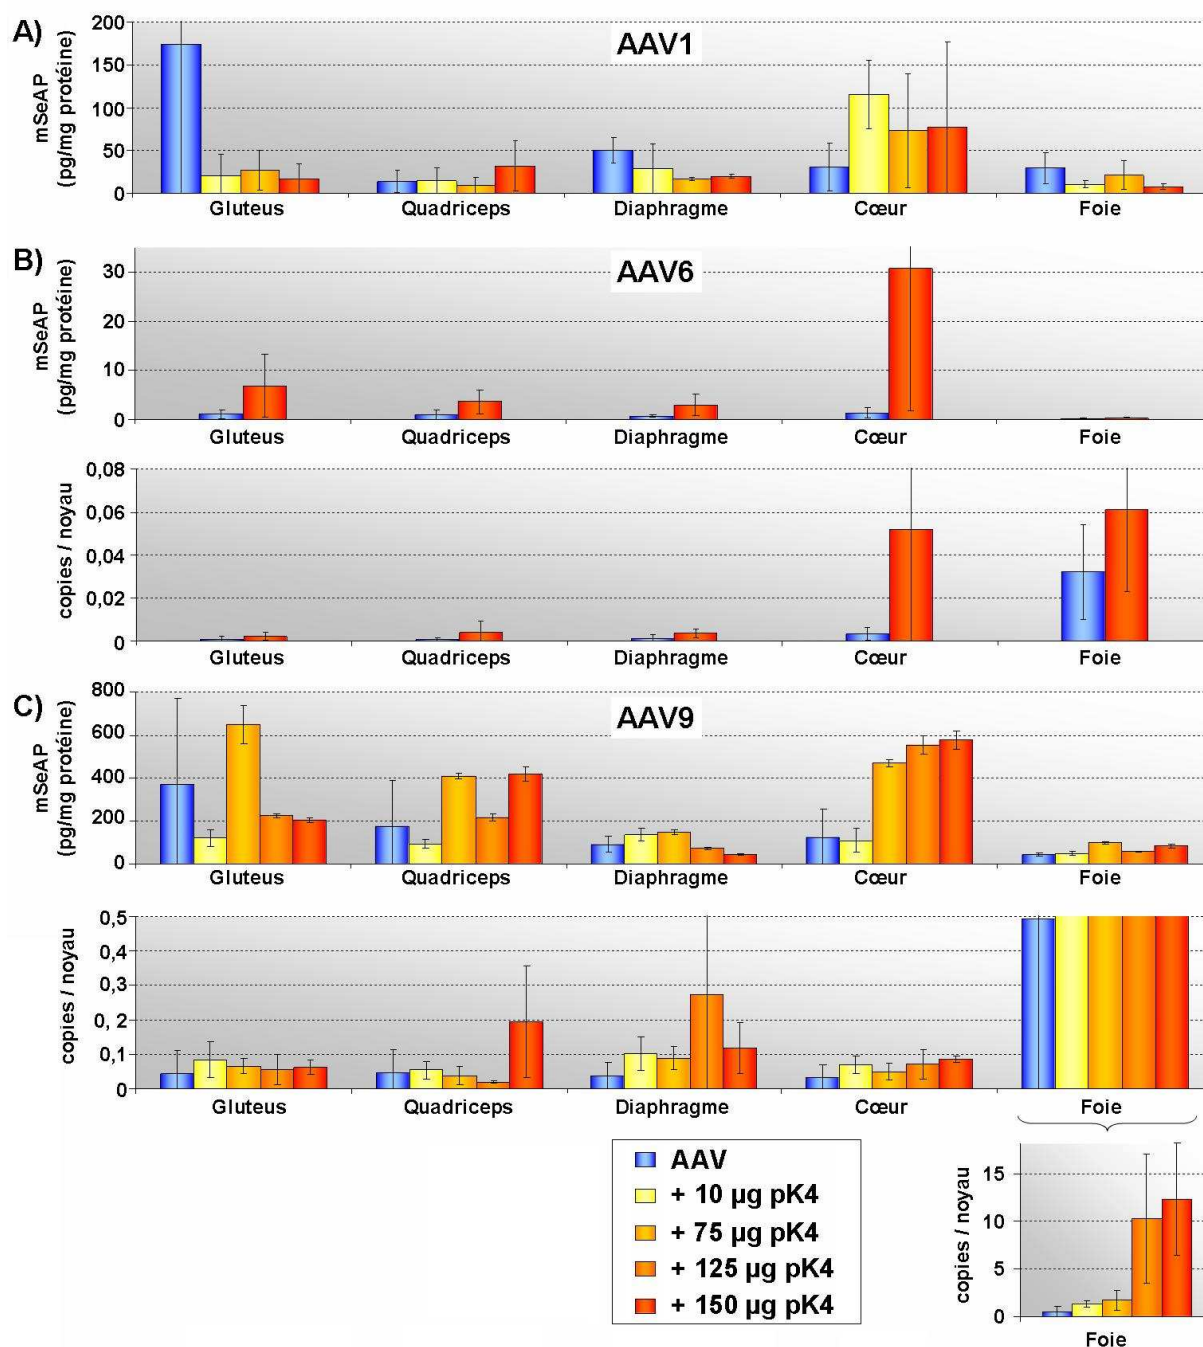 A)
AAV1
mSeAP
(pg/mg protéine)
200
150
100
50
0
Gluteus Quadriceps Diaphragme Cœur Foie
B)
AAV6
mSeAP
(pg/mg protéine)
30
20
10
0
Gluteus Quadriceps Diaphragme Cœur Foie
copies / noyau
0,08
0,06
0,04
0,02
0
Gluteus Quadriceps Diaphragme Cœur Foie
C)
AAV9
mSeAP
(pg/mg protéine)
800
600
400
200
0
Gluteus Quadriceps Diaphragme Cœur Foie
copies / noyau
0,5
0,4
0,3
0,2
0,1
0
Gluteus Quadriceps Diaphragme Cœur Foie
AAV
+ 10 µg pK4
+ 75 µg pK4
+ 125 µg pK4
+ 150 µg pK4
copies / noyau
15
10
5
0
Foie